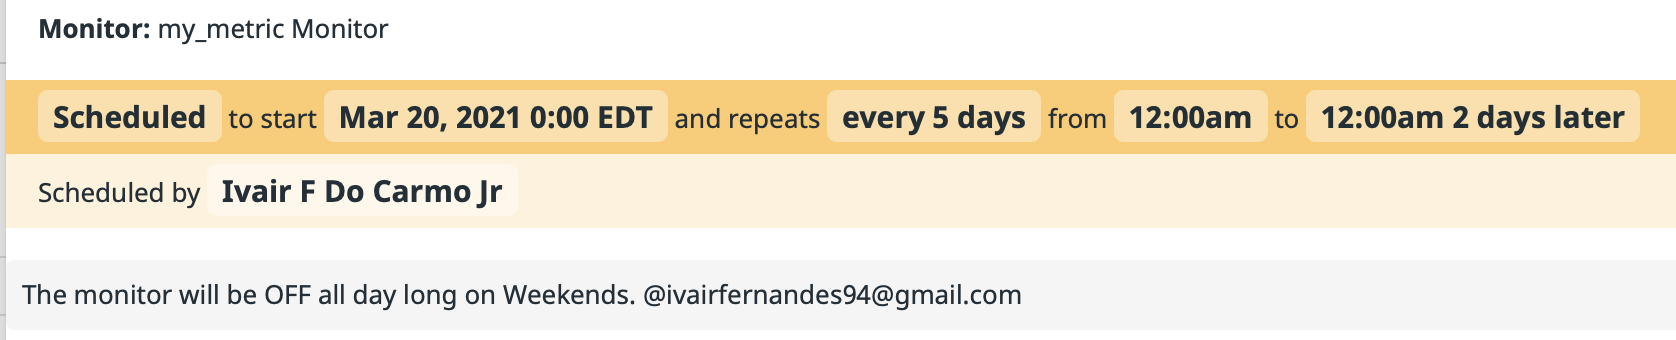 Monitor: my_metric Monitor
Scheduled to start Mar 20, 2021 0:00 EDT and repeats every 5 days from 12:00am to 12:00am 2 days later
Scheduled by Ivair F Do Carmo Jr
The monitor will be OFF all day long on Weekends. @ivairfernandes94@gmail.com